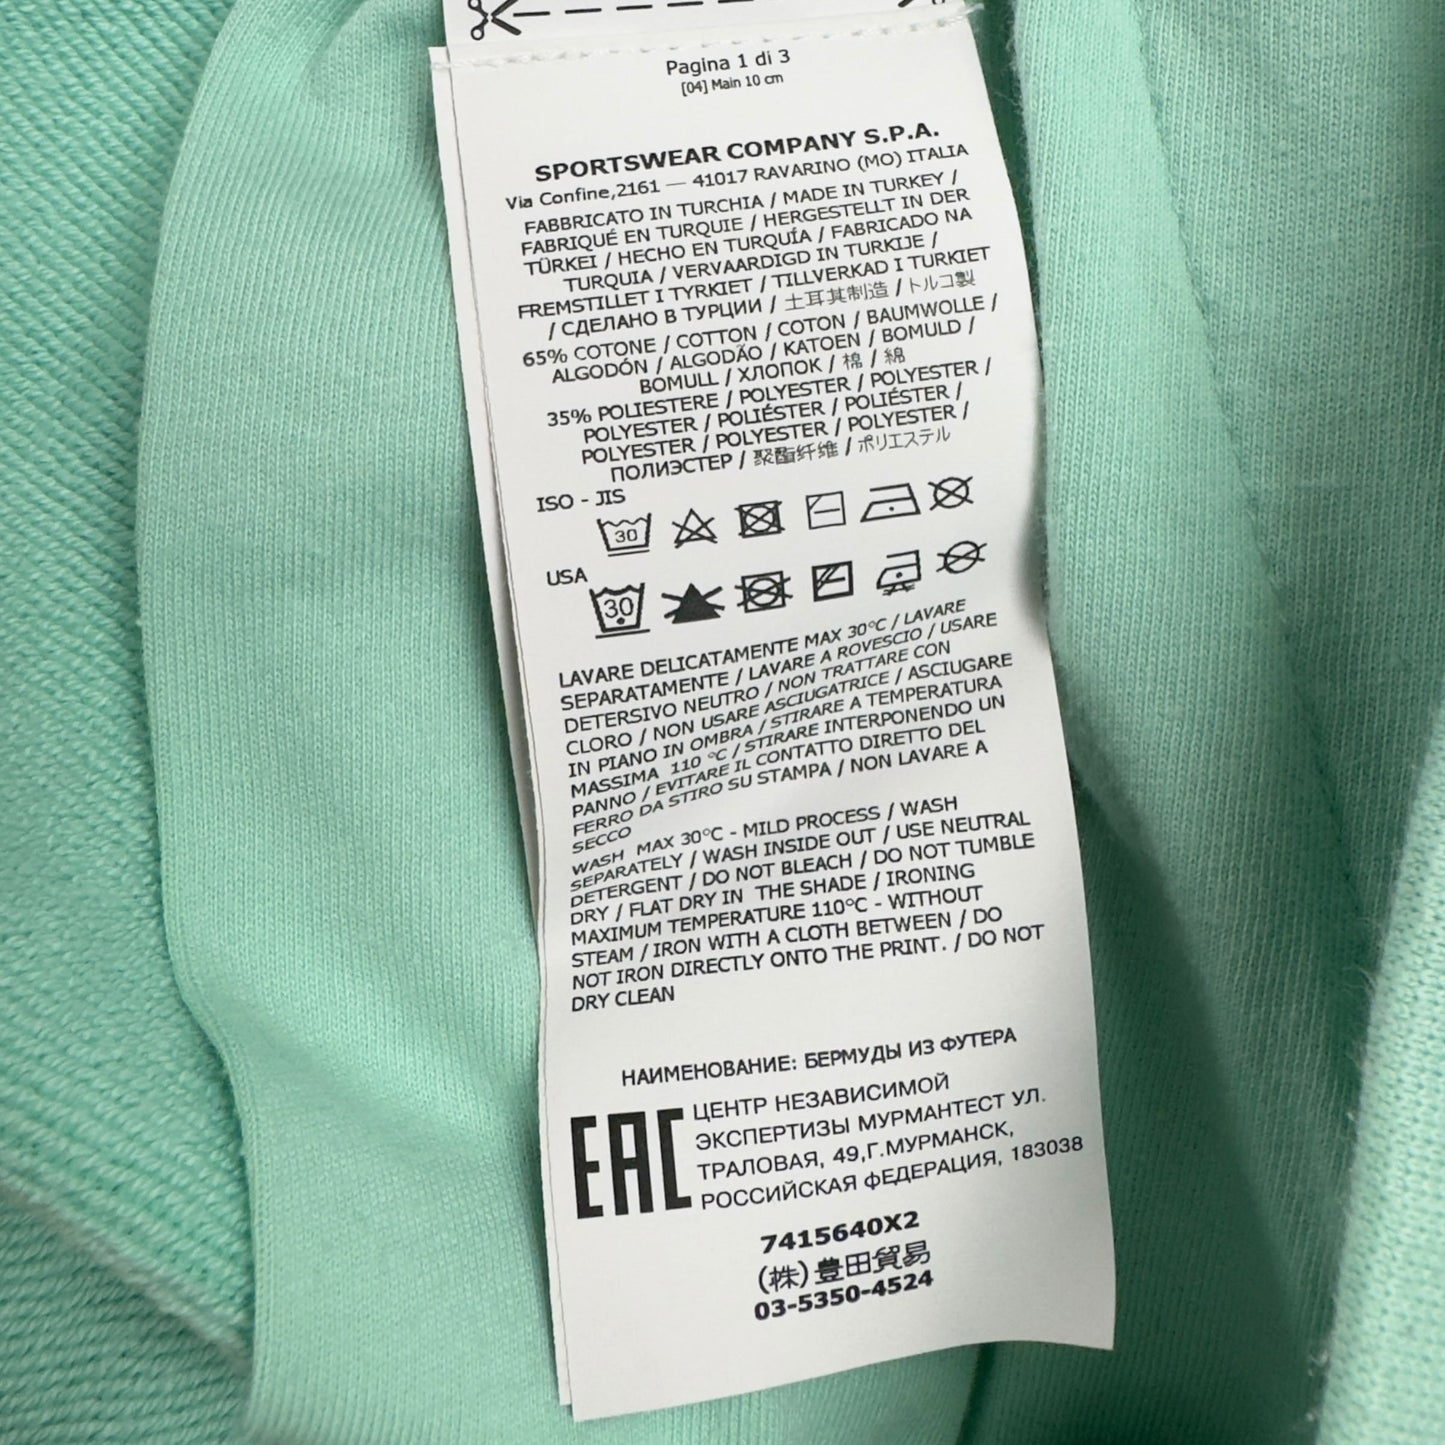 Pagina 1 di 3
[04] Main 10 cm
SPORTSWEAR COMPANY S.P.A.
Via Confine,2161 — 41017 RAVARINO (MO) ITALIA
FABBRICATO IN TURCHIA / MADE IN TURKEY /
FABRIQUÉ EN TURQUIE / HERGESTELLT IN DER
TÜRKEI / HECHO EN TURQUÍA / FABRICADO NA
TURQUIA / VERVAARDIGD IN TURKIJE /
FREMSTILLET I TYRKIET / TILLVERKAD I TURKIET
/ СДЕЛАНО В ТУРЦИИ / 土耳其制造 / トルコ製
65% COTONE / COTTON / COTON / BAUMWOLLE /
ALGODÓN / ALGODÃO / KATOEN / BOMULD /
BOMULL / ХЛОПОК / 棉 / 綿
35% POLIESTERE / POLYESTER / POLYESTER /
POLYESTER / POLIÉSTER / POLIÉSTER /
POLYESTER / POLYESTER / POLYESTER /
ПОЛИЭСТЕР / 聚酯纤维 / ポリエステル
ISO - JIS
30
USA
30
LAVARE DELICATAMENTE MAX 30°C / LAVARE
SEPARATAMENTE / LAVARE A ROVESCIO / USARE
DETERSIVO NEUTRO / NON TRATTARE CON
CLORO / NON USARE ASCIUGATRICE / ASCIUGARE
IN PIANO IN OMBRA / STIRARE A TEMPERATURA
MASSIMA 110 °C / STIRARE INTERPONENDO UN
PANNO / EVITARE IL CONTATTO DIRETTO DEL
FERRO DA STIRO SU STAMPA / NON LAVARE A
SECCO
WASH MAX 30°C - MILD PROCESS / WASH
SEPARATELY / WASH INSIDE OUT / USE NEUTRAL
DETERGENT / DO NOT BLEACH / DO NOT TUMBLE
DRY / FLAT DRY IN THE SHADE / IRONING
MAXIMUM TEMPERATURE 110°C - WITHOUT
STEAM / IRON WITH A CLOTH BETWEEN / DO
NOT IRON DIRECTLY ONTO THE PRINT. / DO NOT
DRY CLEAN
НАИМЕНОВАНИЕ: БЕРМУДЫ ИЗ ФУТЕРА
EAC
ЦЕНТР НЕЗАВИСИМОЙ
ЭКСПЕРТИЗЫ МУРМАНТЕСТ УЛ.
ТРАЛОВАЯ, 49,Г.МУРМАНСК,
РОССИЙСКАЯ ФЕДЕРАЦИЯ, 183038
7415640X2
(株)豊田貿易
03-5350-4524